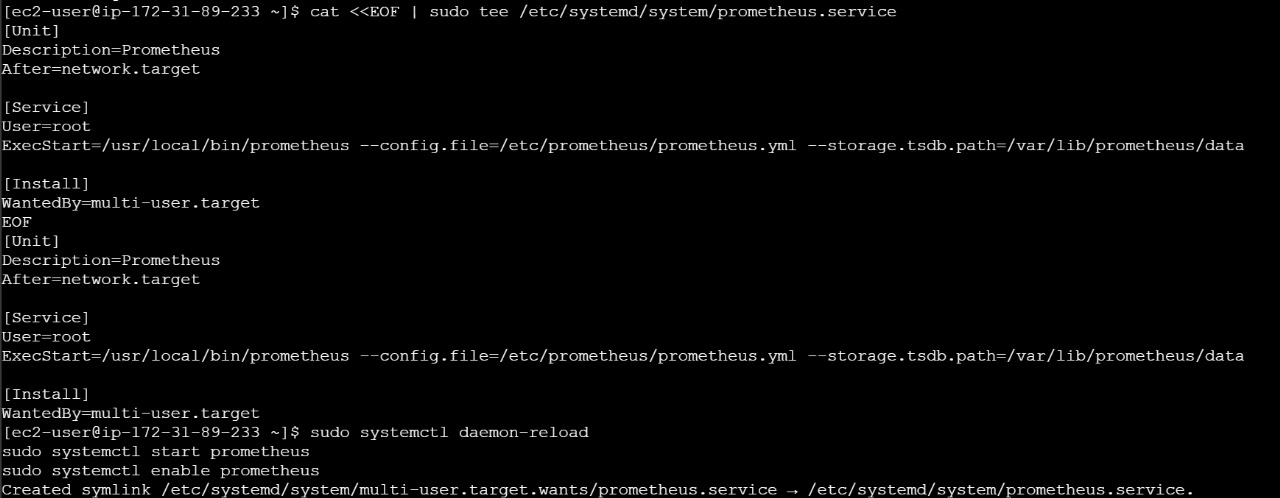 [ec2-user@ip-172-31-89-233 ~]$ cat <<EOF | sudo tee /etc/systemd/system/prometheus.service
[Unit]
Description=Prometheus
After=network.target

[Service]
User=root
ExecStart=/usr/local/bin/prometheus --config.file=/etc/prometheus/prometheus.yml --storage.tsdb.path=/var/lib/prometheus/data

[Install]
WantedBy=multi-user.target
EOF
[Unit]
Description=Prometheus
After=network.target

[Service]
User=root
ExecStart=/usr/local/bin/prometheus --config.file=/etc/prometheus/prometheus.yml --storage.tsdb.path=/var/lib/prometheus/data

[Install]
WantedBy=multi-user.target
[ec2-user@ip-172-31-89-233 ~]$ sudo systemctl daemon-reload
sudo systemctl start prometheus
sudo systemctl enable prometheus
Created symlink /etc/systemd/system/multi-user.target.wants/prometheus.service → /etc/systemd/system/prometheus.service.